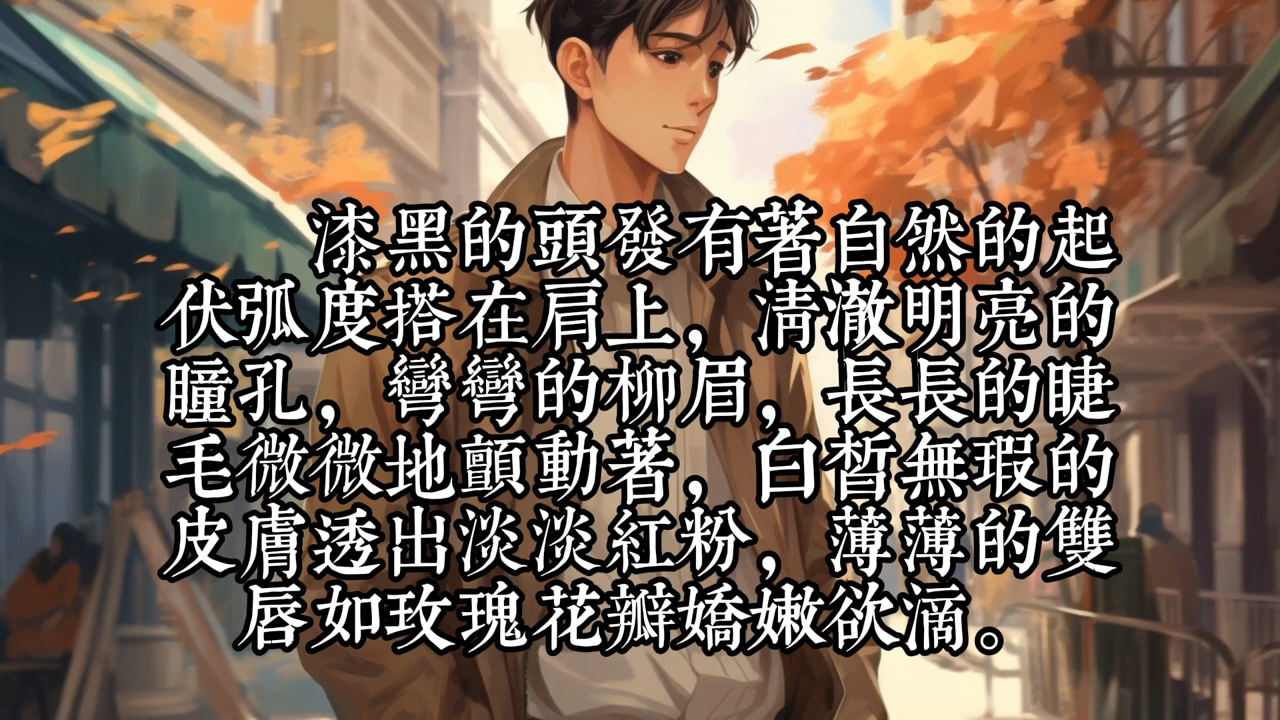 漆黑的頭發有著自然的起
伏弧度搭在肩上，清澈明亮的
瞳孔，彎彎的柳眉，長長的睫
毛微微地顫動著，白皙無瑕的
皮膚透出淡淡紅粉，薄薄的雙
唇如玫瑰花瓣嬌嫩欲滴。